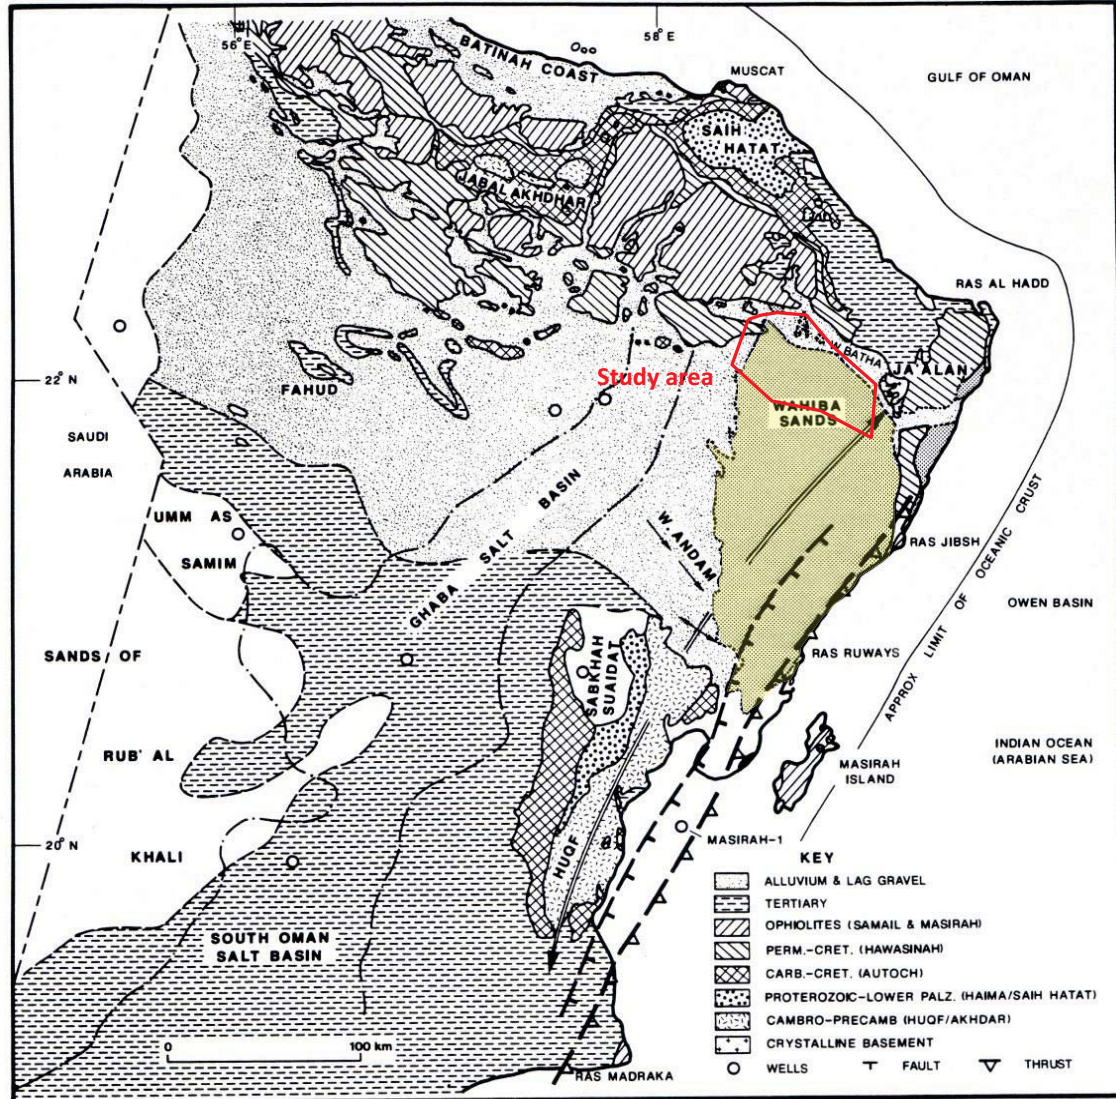 56°E
58°E
BATINAH COAST
MUSCAT
GULF OF OMAN
SAIH
HATAT
JABAL AKHDHAR
RAS AL HADD
W. BATHA
JA'ALAN
22°N
FAHUD
Study area
WAHIBA
SANDS
SAUDI
ARABIA
UMM AS
SAMIM
GHABA SALT BASIN
W. ANDAM
RAS JIBSH
APPROX LIMIT OF OCEANIC CRUST
OWEN BASIN
SANDS OF
RAS RUWAYS
SABKHAH
SUAIDAT
RUB' AL
MASIRAH
ISLAND
INDIAN OCEAN
(ARABIAN SEA)
20°N
KHALI
HUQF
MASIRAH-1
SOUTH OMAN
SALT BASIN
0 100 km
RAS MADRAKA
KEY
ALLUVIUM & LAG GRAVEL
TERTIARY
OPHIOLITES (SAMAIL & MASIRAH)
PERM.-CRET. (HAWASINAH)
CARB.-CRET. (AUTOCH)
PROTEROZOIC-LOWER PALZ. (HAIMA/SAIH HATAT)
CAMBRO-PRECAMB (HUQF/AKHDAR)
CRYSTALLINE BASEMENT
WELLS FAULT THRUST